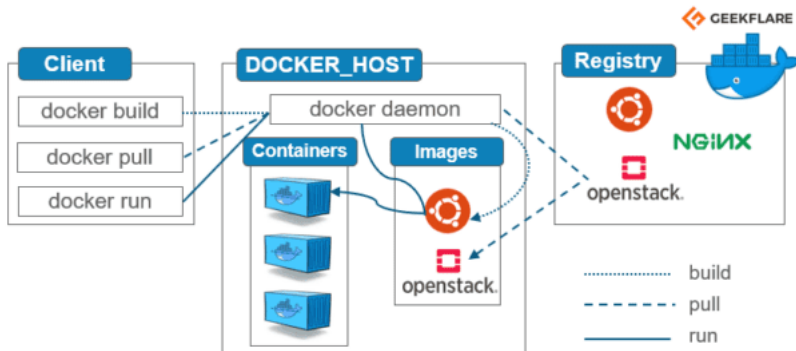 GEEKFLARE
Client
DOCKER_HOST
Registry
docker build
docker pull
docker run
docker daemon
Containers
Images
openstack.
NGINX
openstack.
build
pull
run